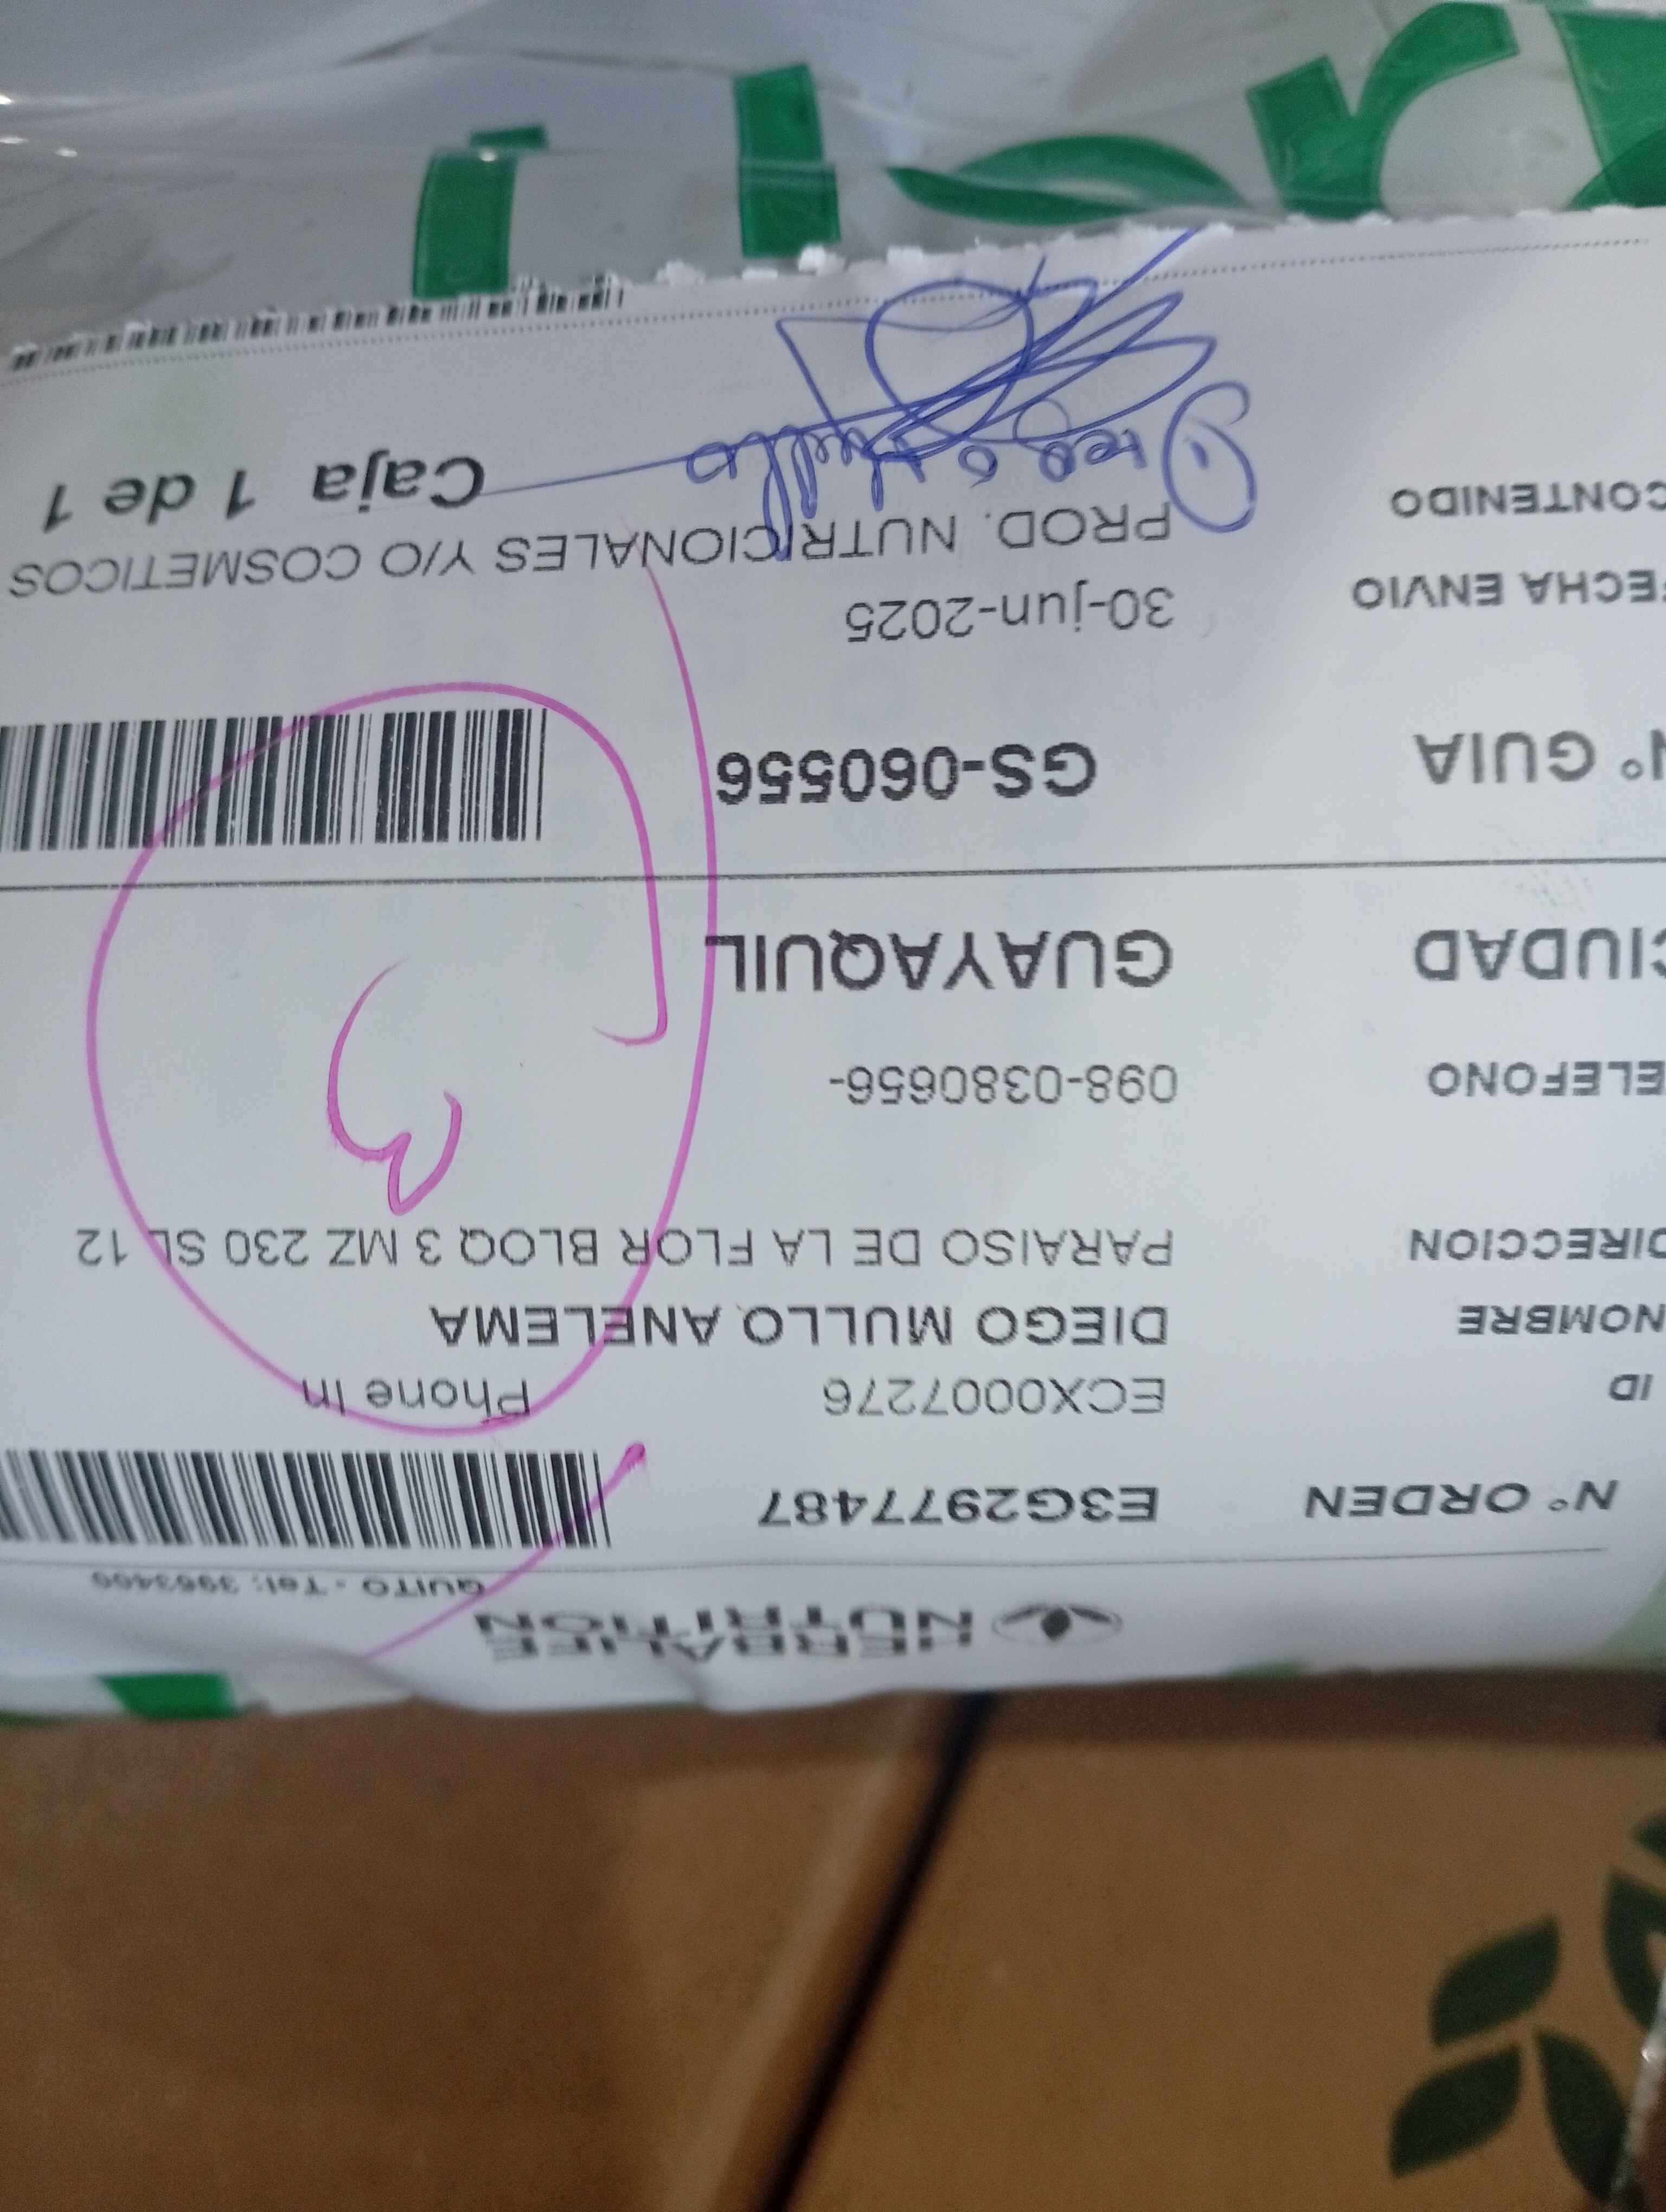 HERBALIFE
NUTRITION
QUITO - Tel: 3963466
N° ORDEN E3G2977487
ID ECX0007276 Phone In
NOMBRE DIEGO MULLO ANELEMA
DIRECCION PARAISO DE LA FLOR BLOQ 3 MZ 230 SL 12
TELEFONO 098-0380656-
3
CIUDAD GUAYAQUIL
N° GUIA GS-060556
FECHA ENVIO 30-jun-2025
CONTENIDO PROD. NUTRICIONALES Y/O COSMETICOS
Caja 1 de 1
Diego Mullo